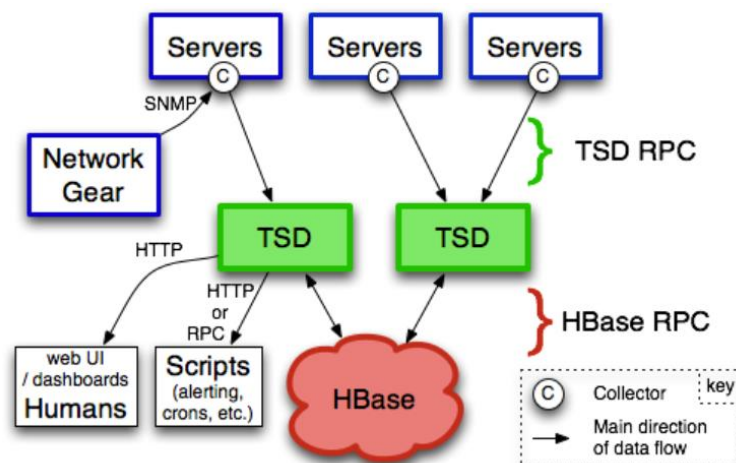 Servers
Servers
Servers
C
C
C
SNMP
Network
Gear
TSD RPC
TSD
TSD
HTTP
HTTP
or
RPC
HBase RPC
web UI
/ dashboards
Humans
Scripts
(alerting,
crons, etc.)
HBase
key
C
Collector
Main direction
of data flow